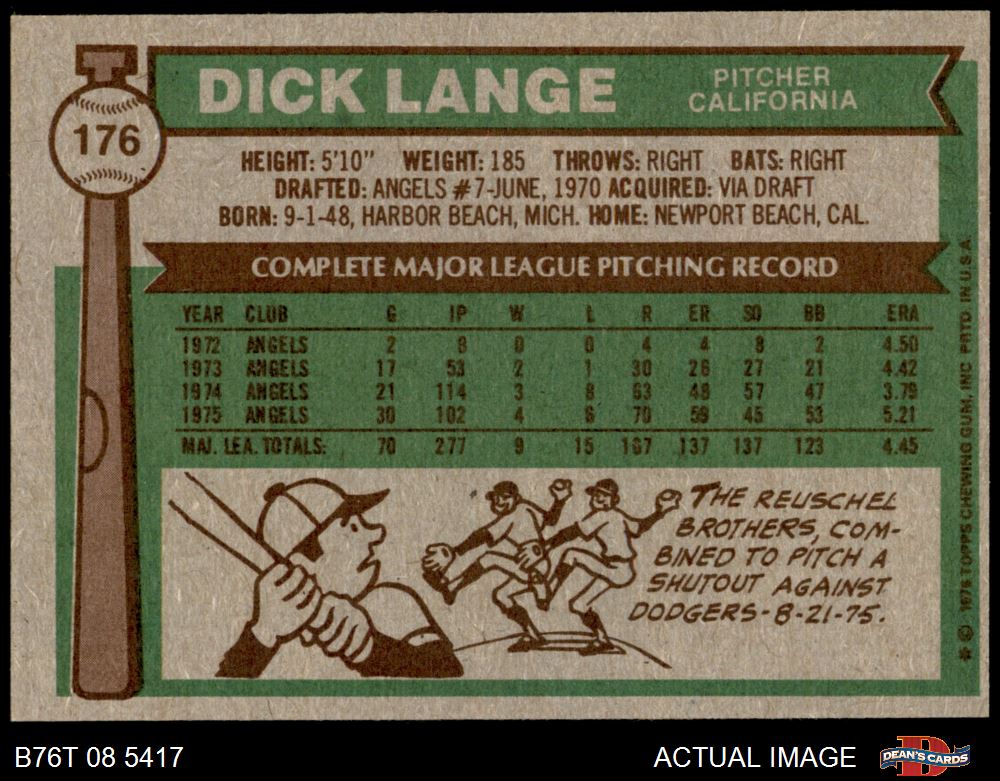 176
DICK LANGE
PITCHER
CALIFORNIA
HEIGHT: 5'10" WEIGHT: 185 THROWS: RIGHT BATS: RIGHT
DRAFTED: ANGELS #7-JUNE, 1970 ACQUIRED: VIA DRAFT
BORN: 9-1-48, HARBOR BEACH, MICH. HOME: NEWPORT BEACH, CAL.
COMPLETE MAJOR LEAGUE PITCHING RECORD
YEAR CLUB G IP W L R ER SO BB ERA
1972 ANGELS 2 8 0 0 4 4 8 2 4.50
1973 ANGELS 17 53 2 1 30 26 27 21 4.42
1974 ANGELS 21 114 3 8 63 48 57 47 3.79
1975 ANGELS 30 102 4 6 70 59 45 53 5.21
MAJ. LEA. TOTALS: 70 277 9 15 167 137 137 123 4.45
THE REUSCHEL
BROTHERS, COM-
BINED TO PITCH A
SHUTOUT AGAINST
DODGERS-8-21-75.
* © 1976 TOPPS CHEWING GUM, INC PRTD. IN U.S.A.
B76T 08 5417
ACTUAL IMAGE
DEAN'S CARDS